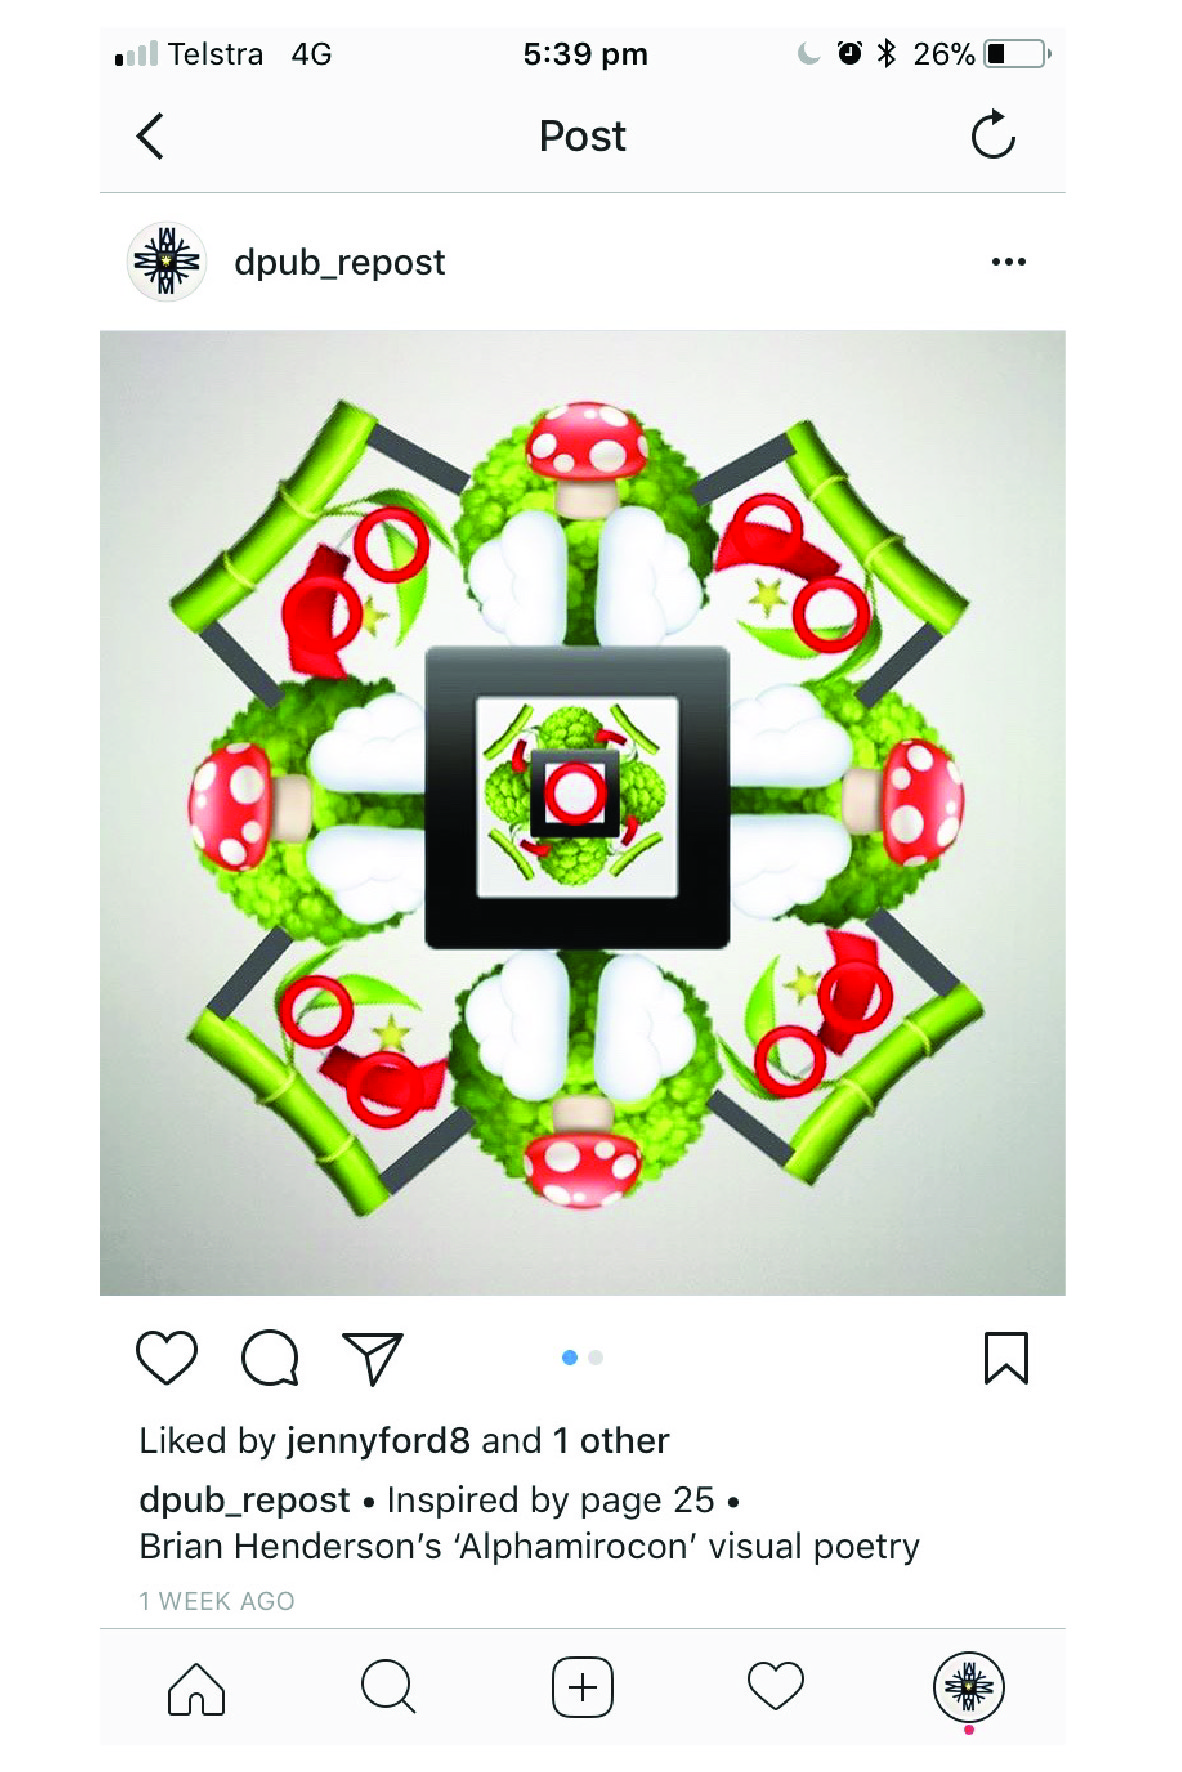 Telstra 4G 5:39 pm 26%
Post
dpub_repost
Liked by jennyford8 and 1 other
dpub_repost • Inspired by page 25 •
Brian Henderson’s ‘Alphamirocon’ visual poetry
1 WEEK AGO